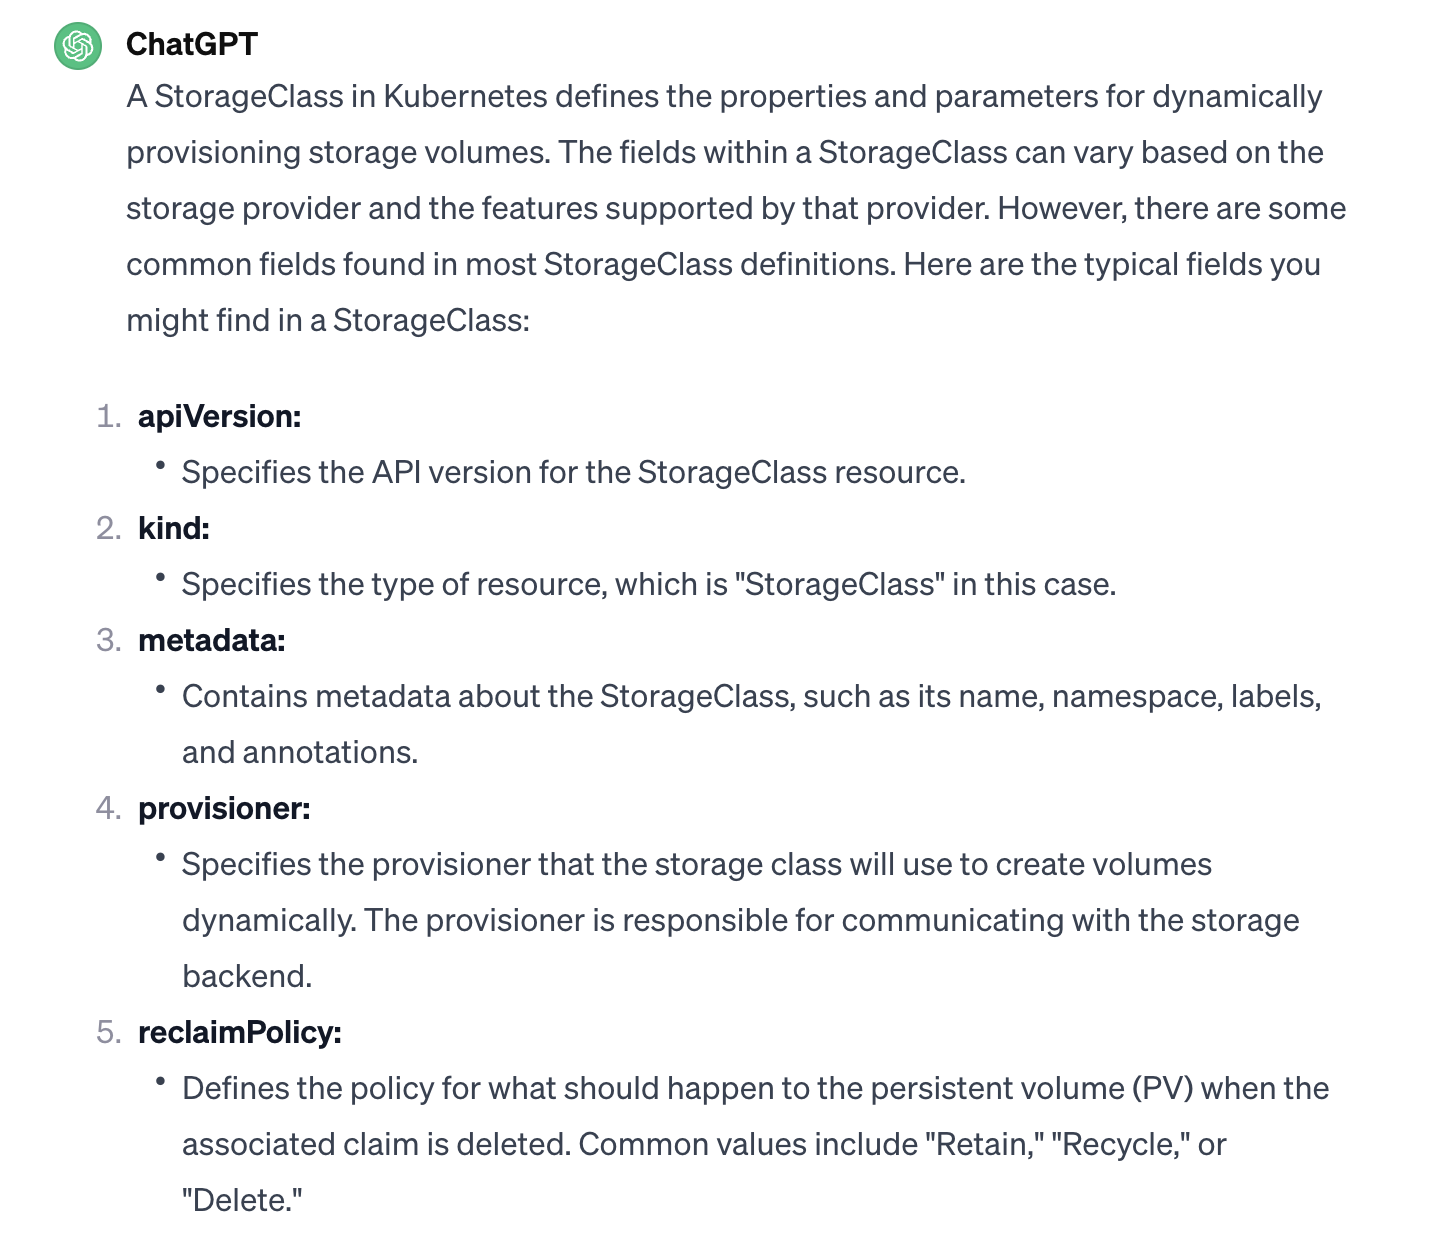 ChatGPT
A StorageClass in Kubernetes defines the properties and parameters for dynamically
provisioning storage volumes. The fields within a StorageClass can vary based on the
storage provider and the features supported by that provider. However, there are some
common fields found in most StorageClass definitions. Here are the typical fields you
might find in a StorageClass:
1. apiVersion:
• Specifies the API version for the StorageClass resource.
2. kind:
• Specifies the type of resource, which is "StorageClass" in this case.
3. metadata:
• Contains metadata about the StorageClass, such as its name, namespace, labels,
and annotations.
4. provisioner:
• Specifies the provisioner that the storage class will use to create volumes
dynamically. The provisioner is responsible for communicating with the storage
backend.
5. reclaimPolicy:
• Defines the policy for what should happen to the persistent volume (PV) when the
associated claim is deleted. Common values include "Retain," "Recycle," or
"Delete."